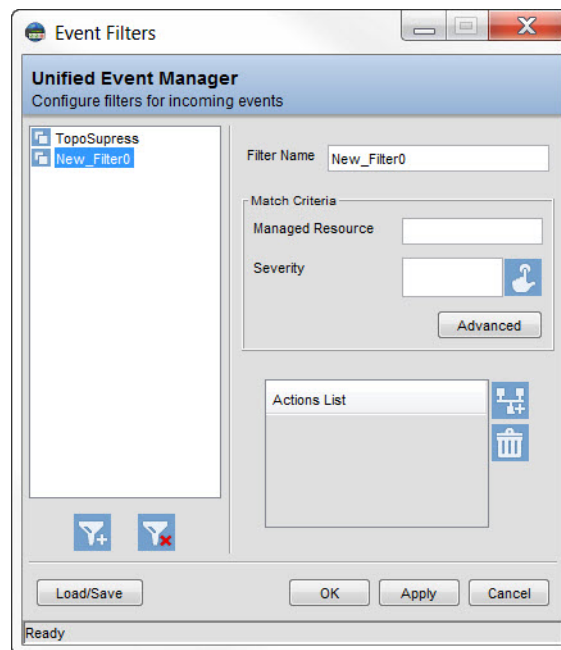 Event Filters
Unified Event Manager
Configure filters for incoming events
TopoSupress
New_Filter0
Filter Name New_Filter0
Match Criteria
Managed Resource
Severity
Advanced
Actions List
Load/Save OK Apply Cancel
Ready